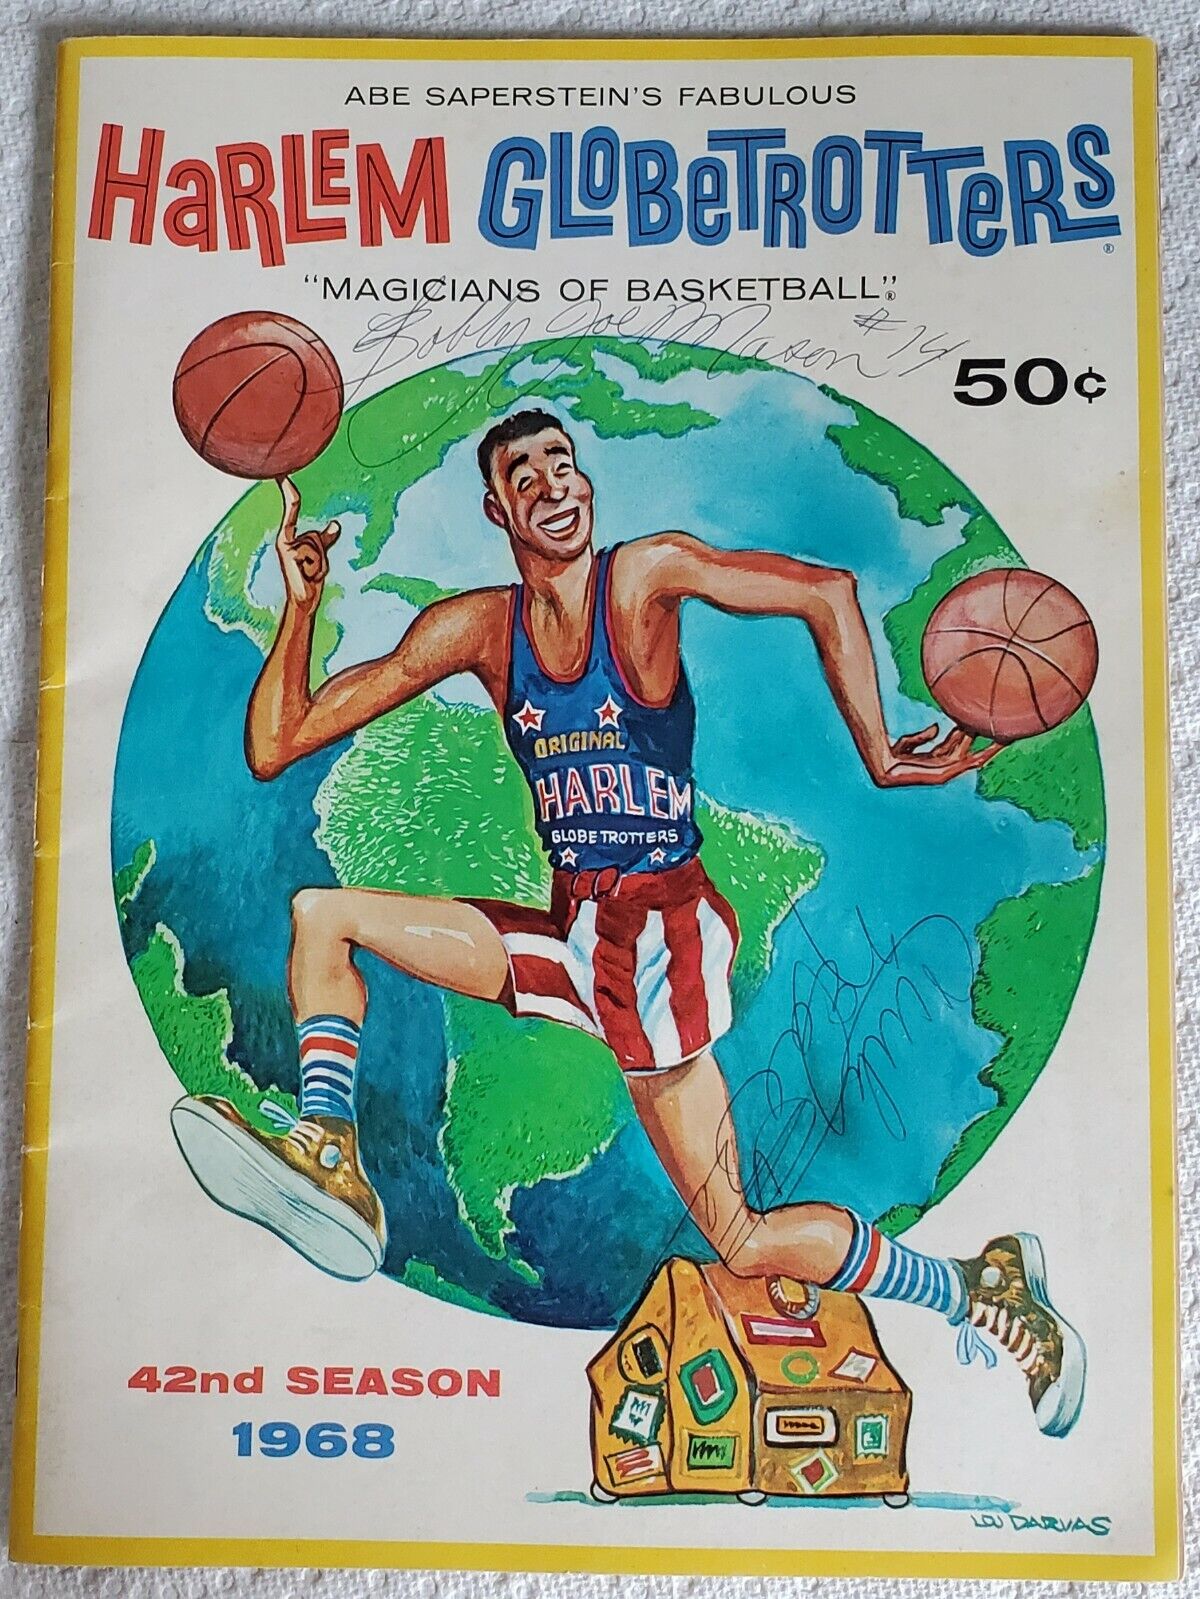 ABE SAPERSTEIN'S FABULOUS
HARLEM GLOBETROTTERS®
"MAGICIANS OF BASKETBALL"®
Bobby Joe Mason #14
50¢
ORIGINAL
HARLEM
GLOBETROTTERS
42nd SEASON
1968
LOU DARVAS